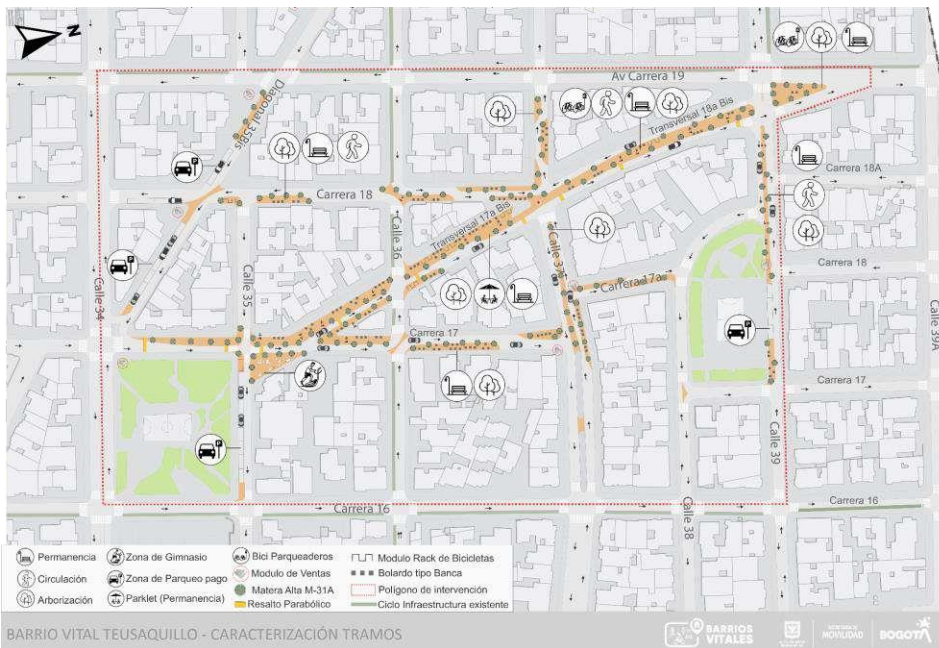 N
Av Carrera 19
Diagonal 35Bis
Transversal 18a Bis
Carrera 18A
Carrera 18
Transversal 17a Bis
Calle 36
Calle 37
Carrera 17a
Carrera 18
Calle 34
Calle 35
Carrera 17
Calle 39A
Carrera 17
Calle 39
Carrera 16
Calle 38
Carrera 16
Permanencia
Zona de Gimnasio
Bici Parqueaderos
Modulo Rack de Bicicletas
Circulación
Zona de Parqueo pago
Modulo de Ventas
Bolardo tipo Banca
Arborización
Parklet (Permanencia)
Matera Alta M-31A
Polígono de intervención
Resalto Parabólico
Ciclo Infraestructura existente
BARRIO VITAL TEUSAQUILLO - CARACTERIZACIÓN TRAMOS
BARRIOS
VITALES
MOVILIDAD
BOGOTÁ